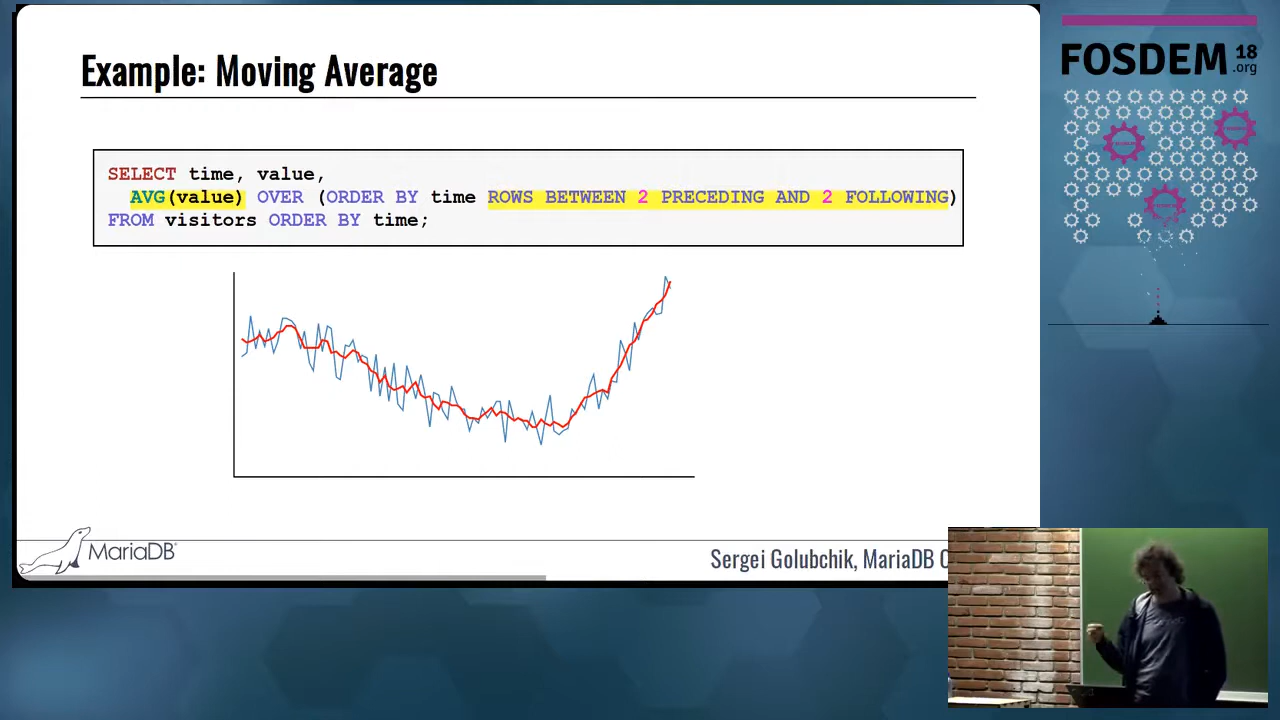 Example: Moving Average
SELECT time, value,
AVG(value) OVER (ORDER BY time ROWS BETWEEN 2 PRECEDING AND 2 FOLLOWING)
FROM visitors ORDER BY time;
MariaDB
Sergei Golubchik, MariaDB
FOSDEM 18
.org